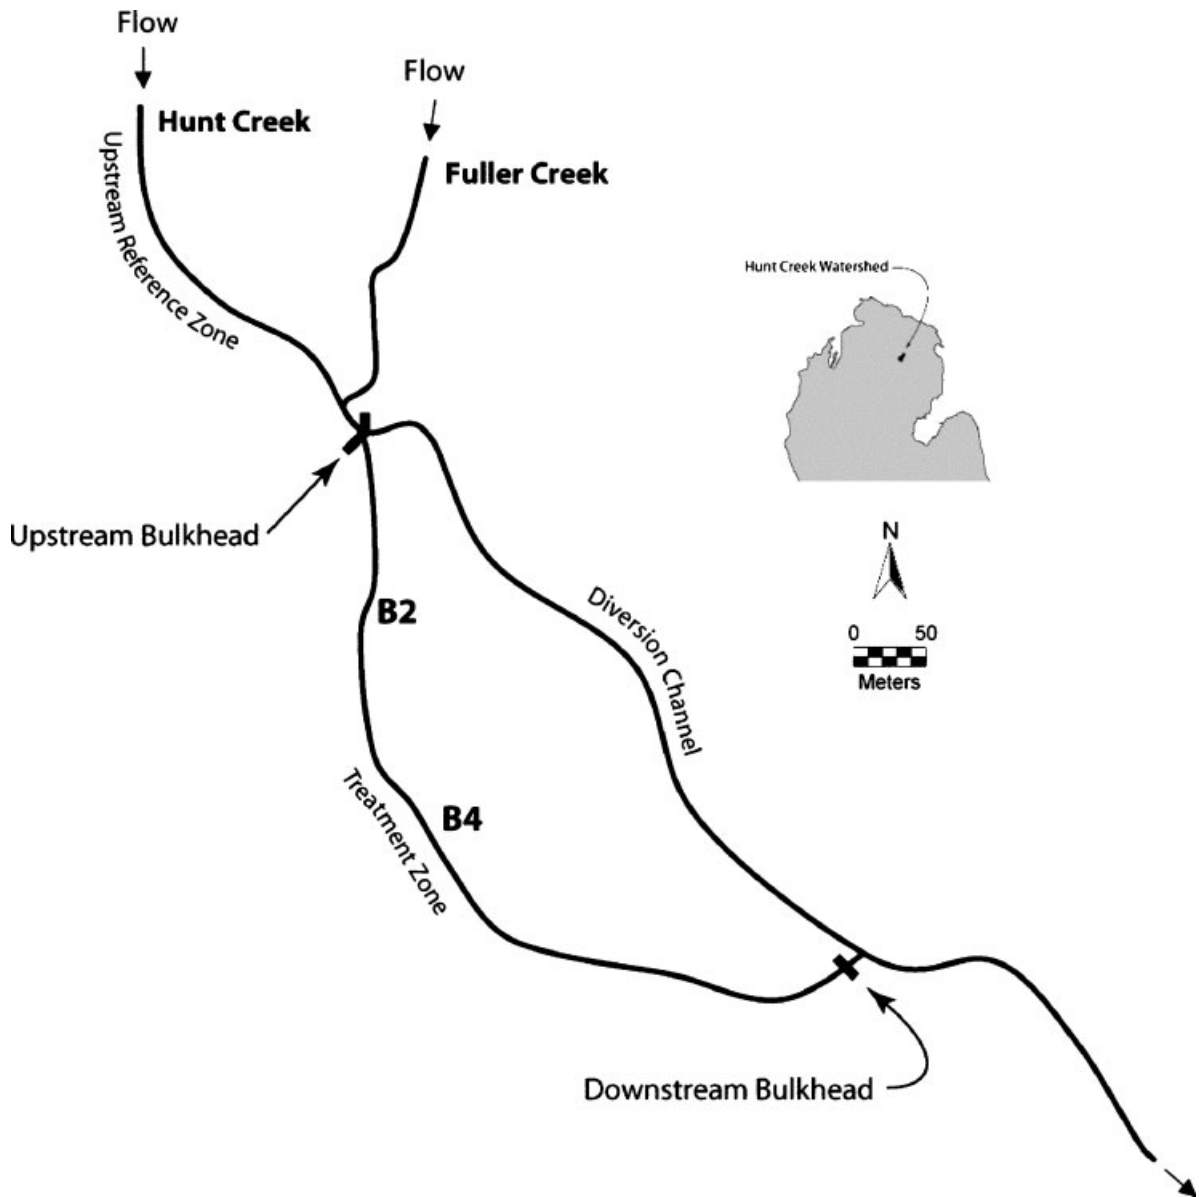 Flow
Flow
Hunt Creek
Fuller Creek
Upstream Reference Zone
Hunt Creek Watershed
Upstream Bulkhead
N
B2
Diversion Channel
0 50
Meters
Treatment Zone
B4
Downstream Bulkhead